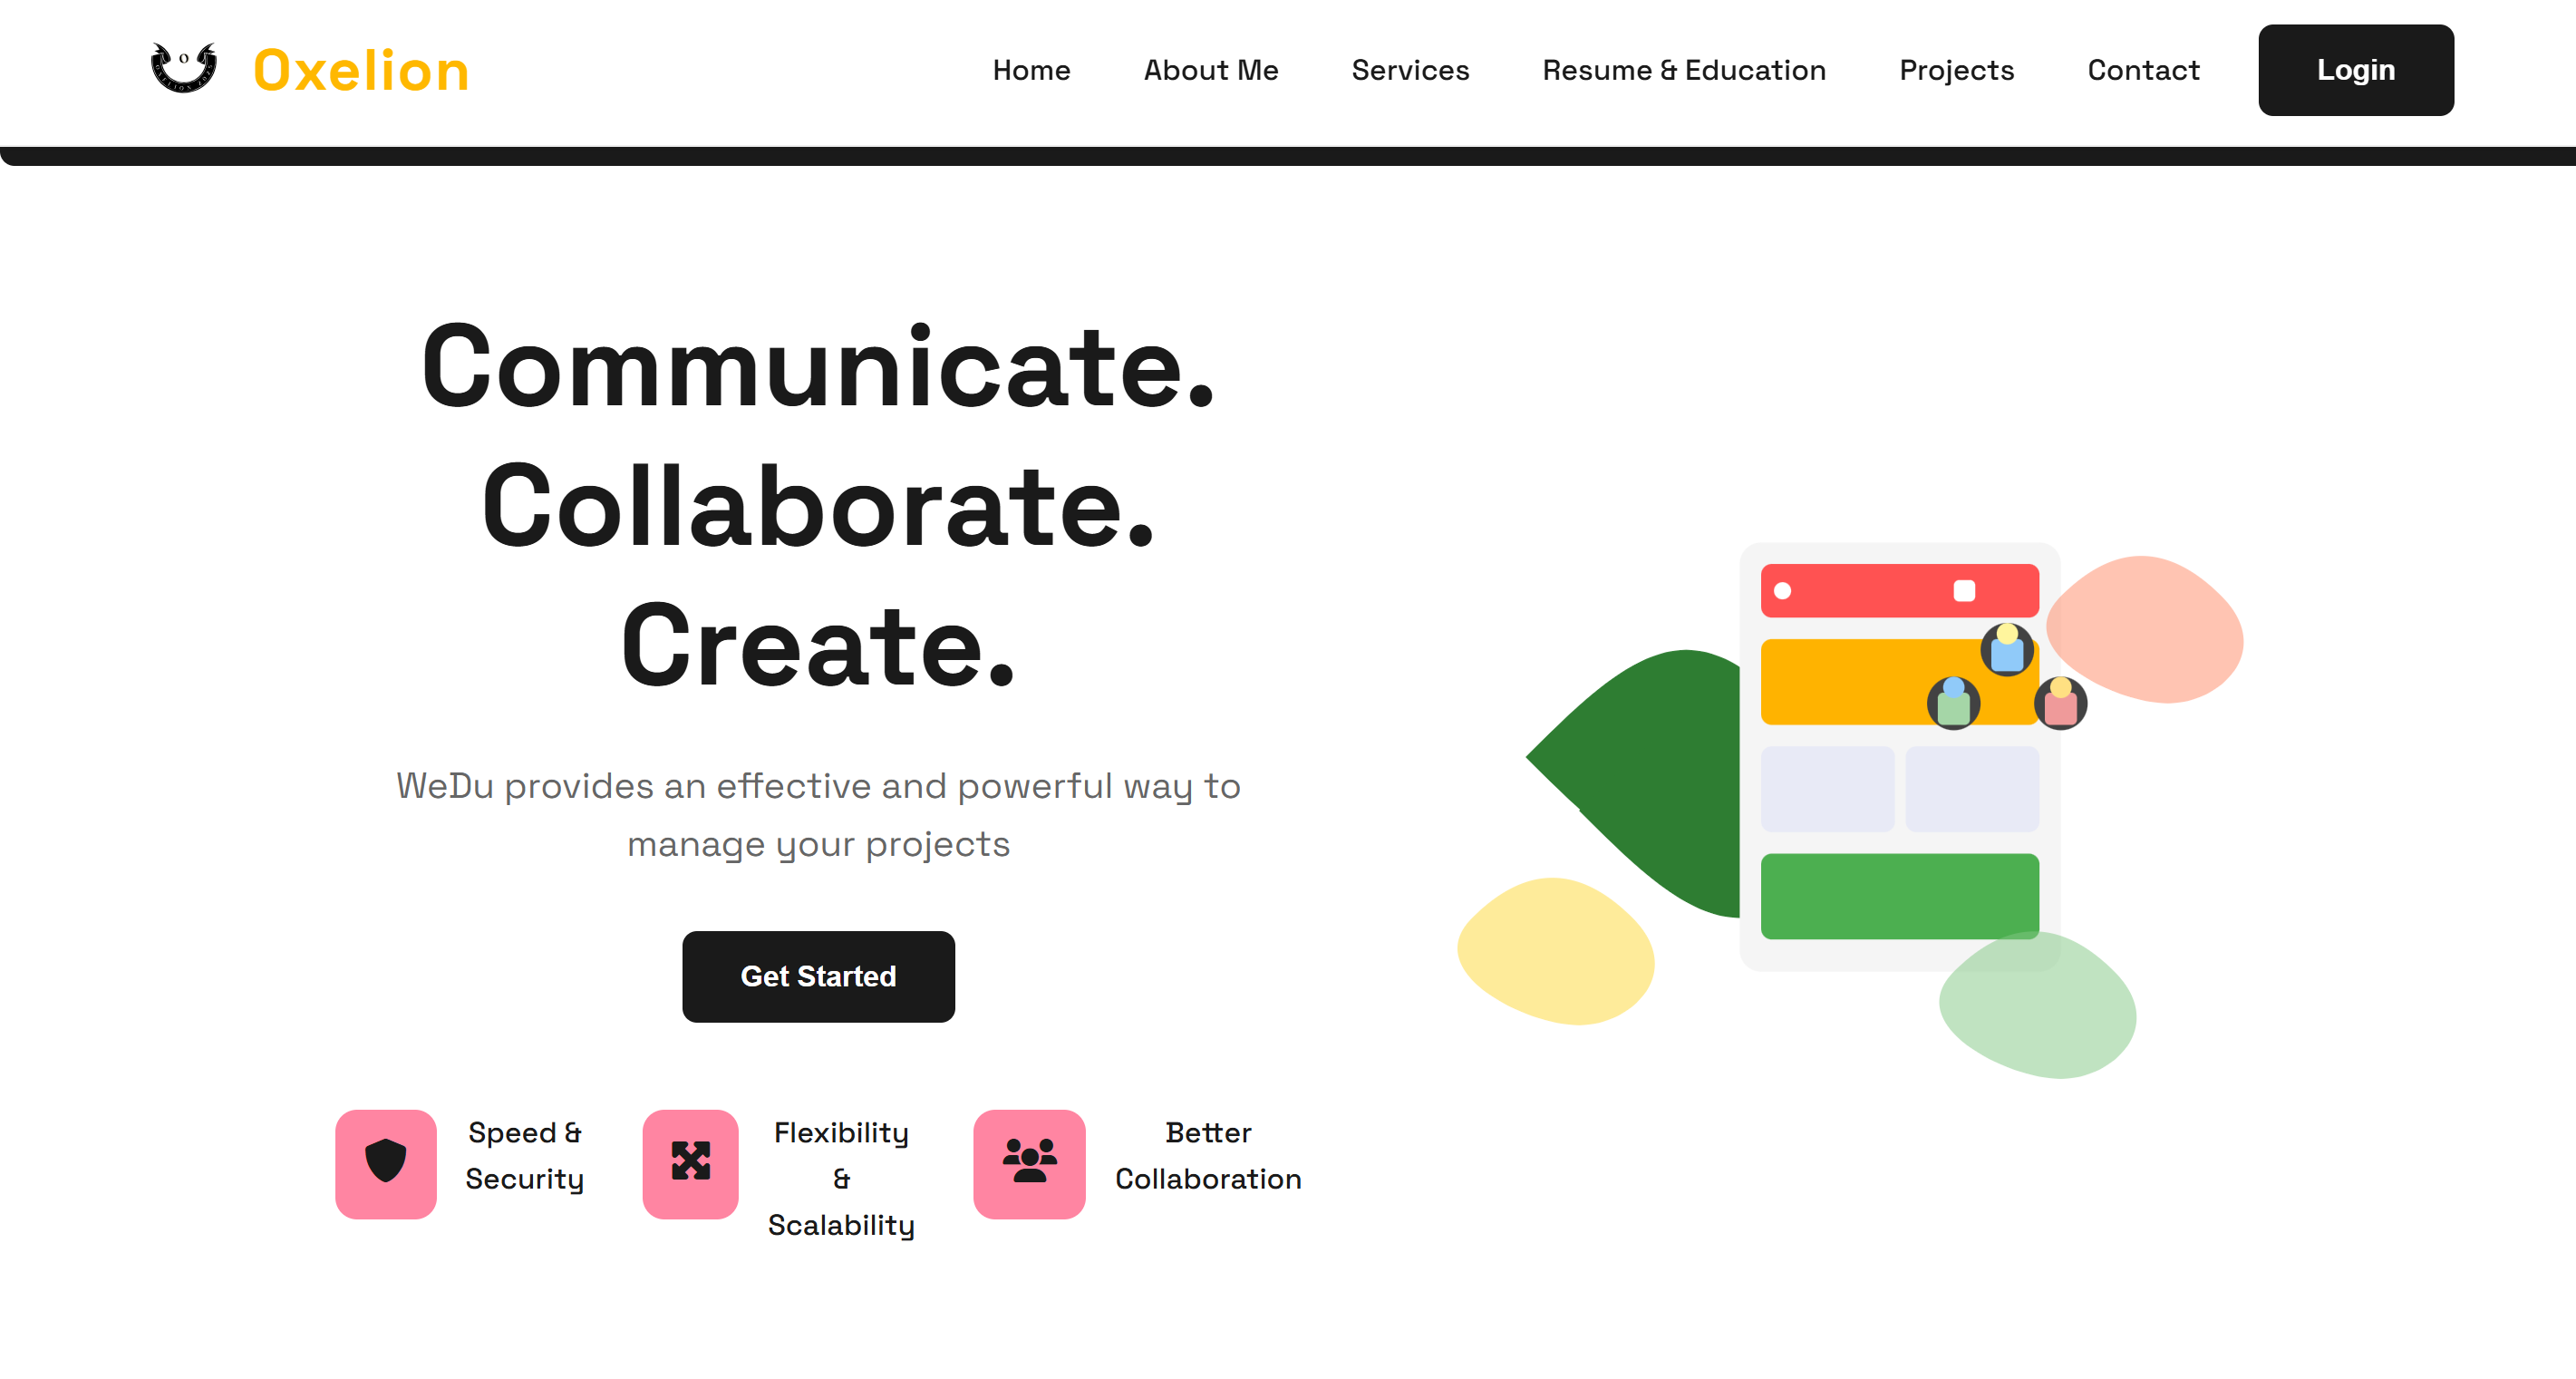 Oxelion
Home
About Me
Services
Resume & Education
Projects
Contact
Login
Communicate.
Collaborate.
Create.
WeDu provides an effective and powerful way to
manage your projects
Get Started
Speed &
Security
Flexibility
&
Scalability
Better
Collaboration